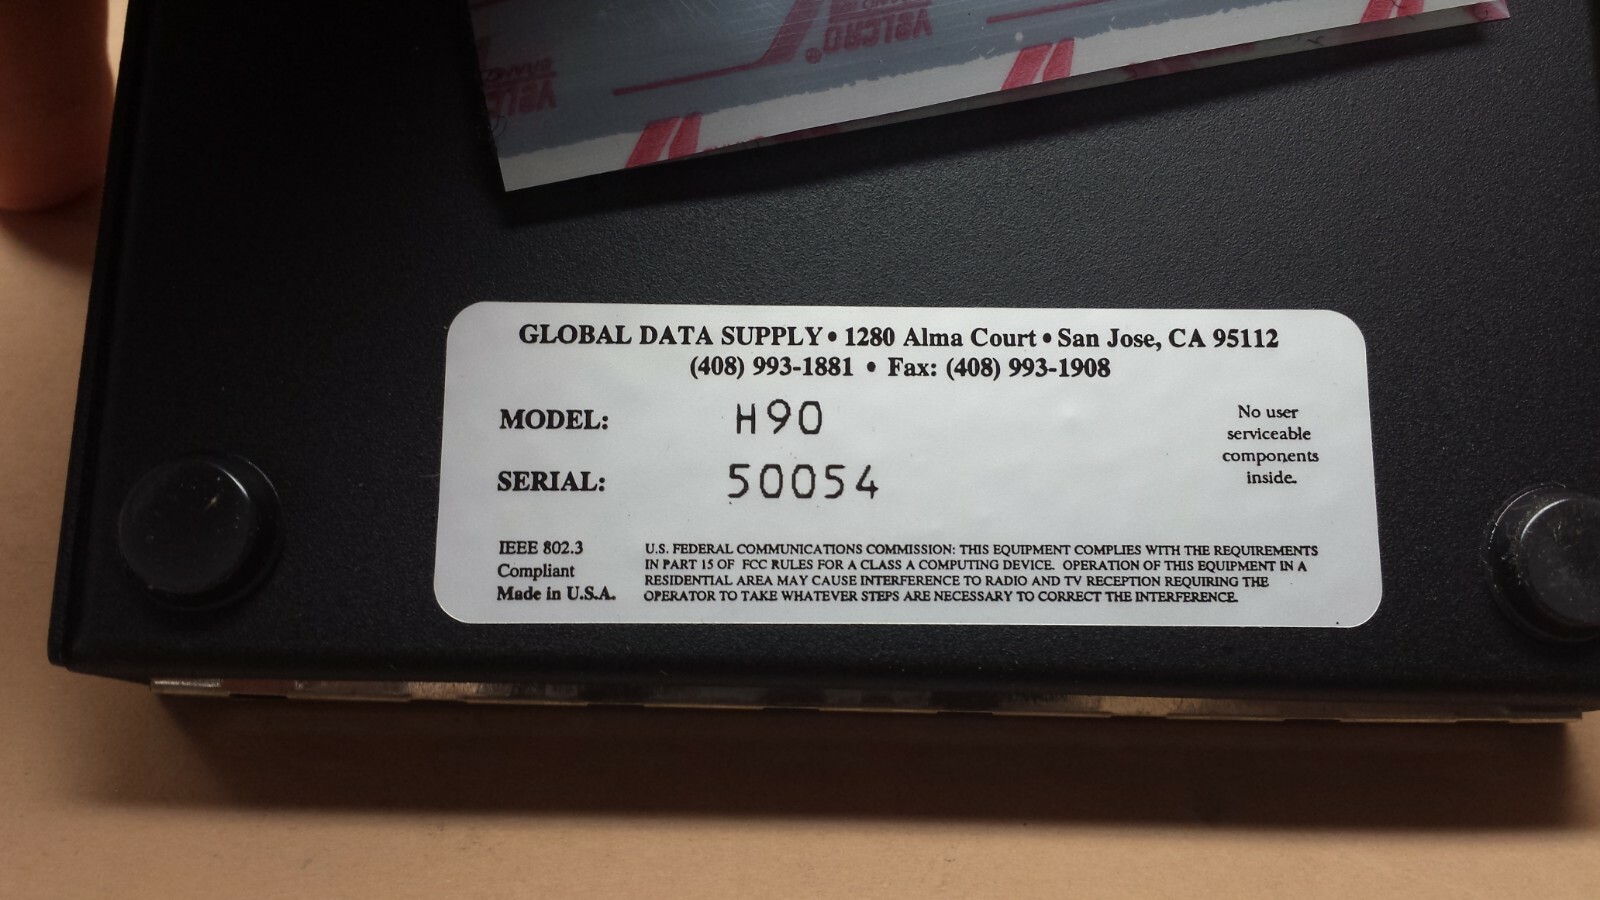 VELCRO
VELCRO
GLOBAL DATA SUPPLY • 1280 Alma Court • San Jose, CA 95112
(408) 993-1881 • Fax: (408) 993-1908
MODEL: H90
SERIAL: 50054
No user
serviceable
components
inside.
IEEE 802.3
Compliant
Made in U.S.A.
U.S. FEDERAL COMMUNICATIONS COMMISSION: THIS EQUIPMENT COMPLIES WITH THE REQUIREMENTS
IN PART 15 OF FCC RULES FOR A CLASS A COMPUTING DEVICE. OPERATION OF THIS EQUIPMENT IN A
RESIDENTIAL AREA MAY CAUSE INTERFERENCE TO RADIO AND TV RECEPTION REQUIRING THE
OPERATOR TO TAKE WHATEVER STEPS ARE NECESSARY TO CORRECT THE INTERFERENCE.